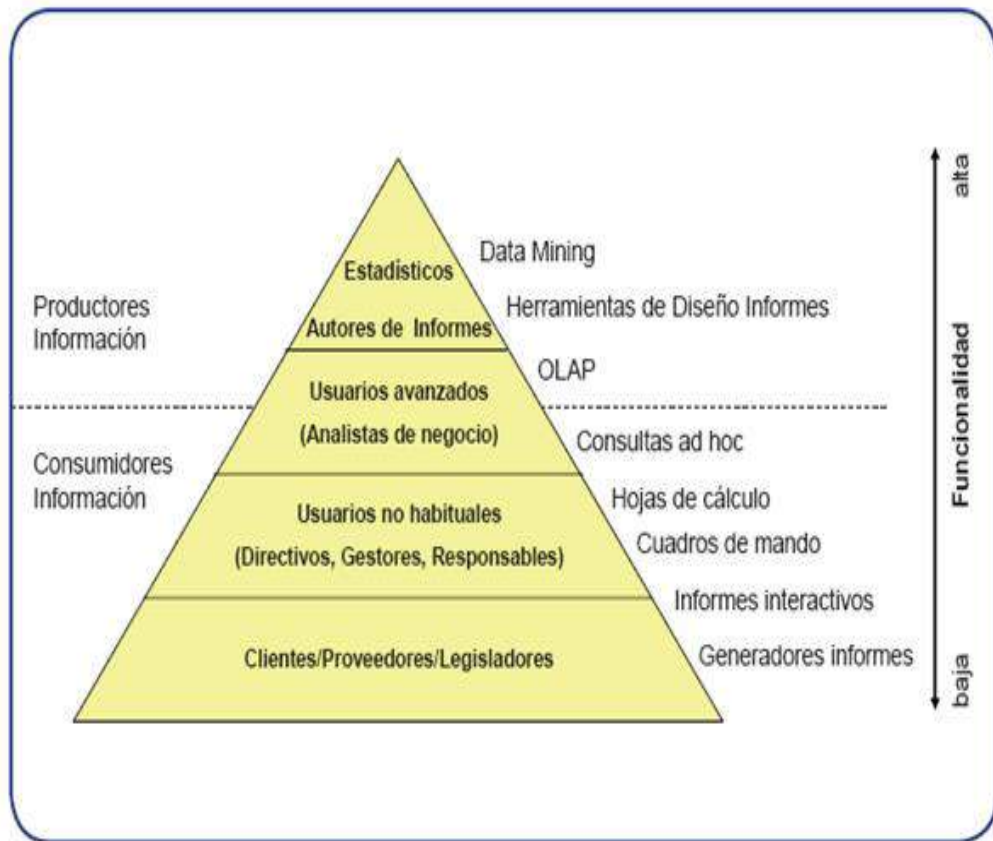 alta
Data Mining
Estadísticos
Productores
Información
Herramientas de Diseño Informes
Autores de Informes
OLAP
Usuarios avanzados
(Analistas de negocio)
Consultas ad hoc
Consumidores
Información
Hojas de cálculo
Usuarios no habituales
(Directivos, Gestores, Responsables)
Cuadros de mando
Informes interactivos
Clientes/Proveedores/Legisladores
Generadores informes
Funcionalidad
baja